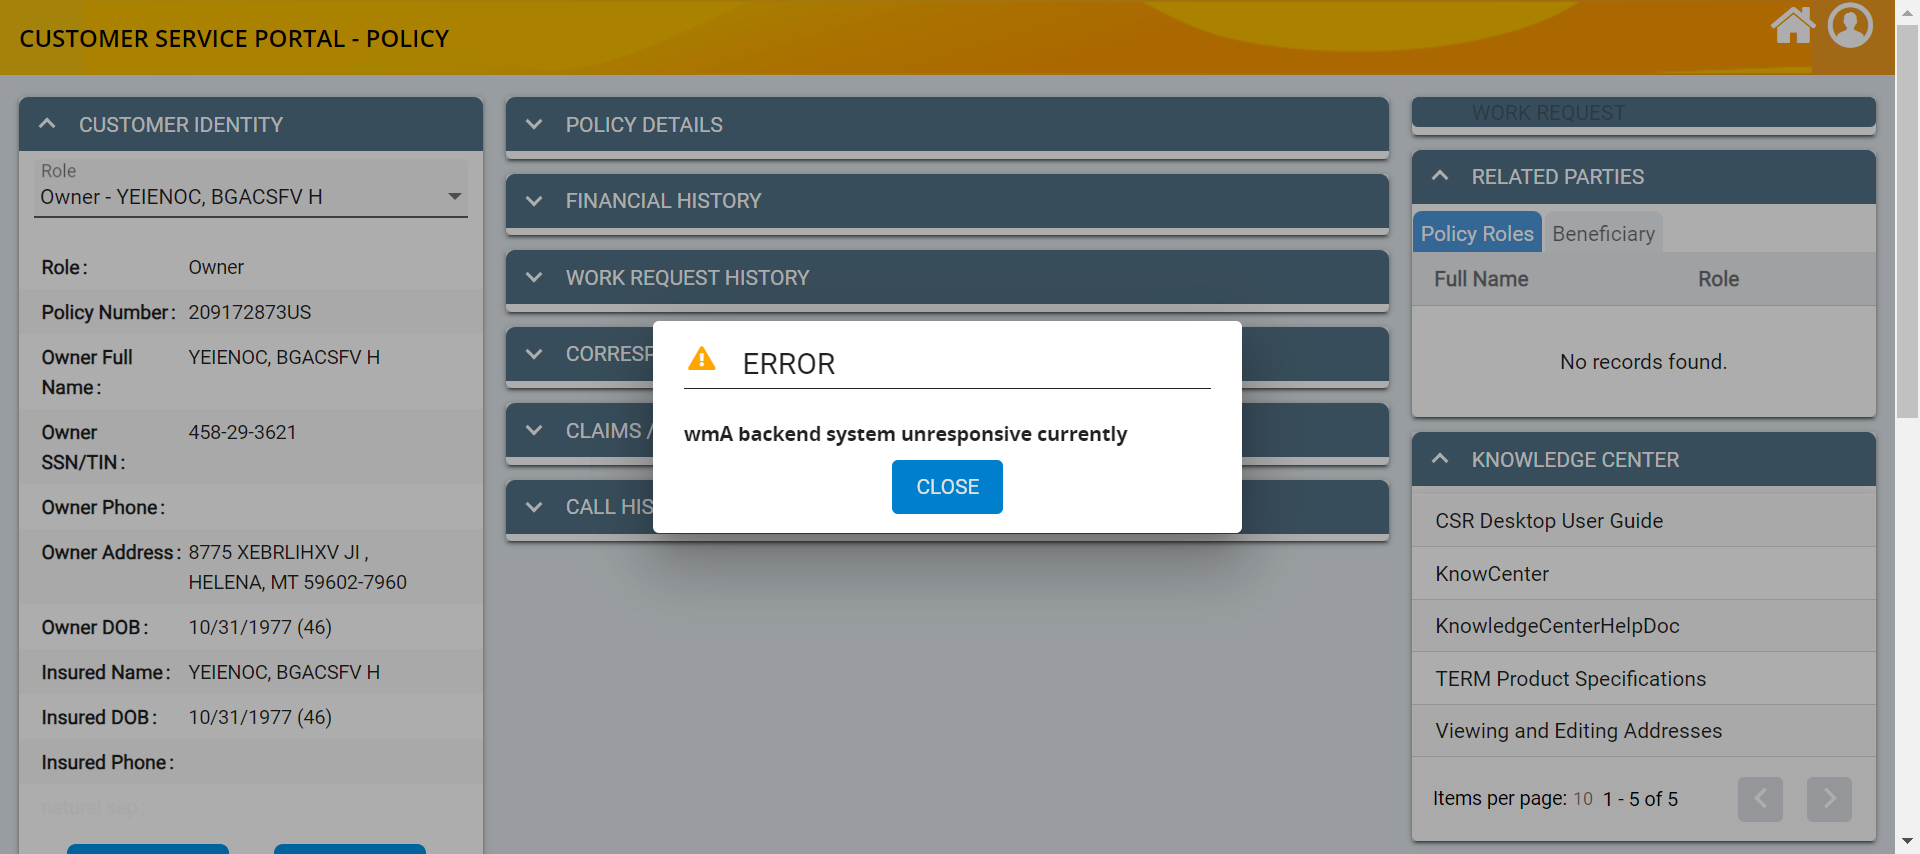 CUSTOMER SERVICE PORTAL - POLICY
CUSTOMER IDENTITY
Role
Owner - YEIENOC, BGACSFV H
Role: Owner
Policy Number: 209172873US
Owner Full Name: YEIENOC, BGACSFV H
Owner SSN/TIN: 458-29-3621
Owner Phone:
Owner Address: 8775 XEBRLIHXV JI ,
HELENA, MT 59602-7960
Owner DOB: 10/31/1977 (46)
Insured Name: YEIENOC, BGACSFV H
Insured DOB: 10/31/1977 (46)
Insured Phone:
natural sep:
POLICY DETAILS
FINANCIAL HISTORY
WORK REQUEST HISTORY
CORRESP
CLAIMS /
CALL HIS
ERROR
wmA backend system unresponsive currently
CLOSE
WORK REQUEST
RELATED PARTIES
Policy Roles Beneficiary
Full Name Role
No records found.
KNOWLEDGE CENTER
CSR Desktop User Guide
KnowCenter
KnowledgeCenterHelpDoc
TERM Product Specifications
Viewing and Editing Addresses
Items per page: 10 1 - 5 of 5